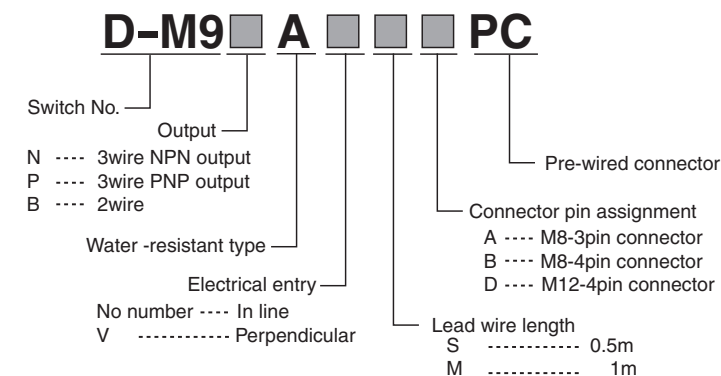 D-M9 A PC
Switch No.
Output
N ---- 3wire NPN output
P ---- 3wire PNP output
B ---- 2wire
Water -resistant type
Electrical entry
No number ---- In line
V ------------ Perpendicular
Pre-wired connector
Connector pin assignment
A ---- M8-3pin connector
B ---- M8-4pin connector
D ---- M12-4pin connector
Lead wire length
S ------------ 0.5m
M ------------ 1m